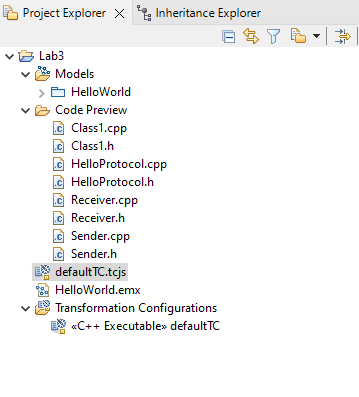 Project Explorer
Inheritance Explorer
Lab3
Models
HelloWorld
Code Preview
Class1.cpp
Class1.h
HelloProtocol.cpp
HelloProtocol.h
Receiver.cpp
Receiver.h
Sender.cpp
Sender.h
defaultTC.tcjs
HelloWorld.emx
Transformation Configurations
«C++ Executable» defaultTC